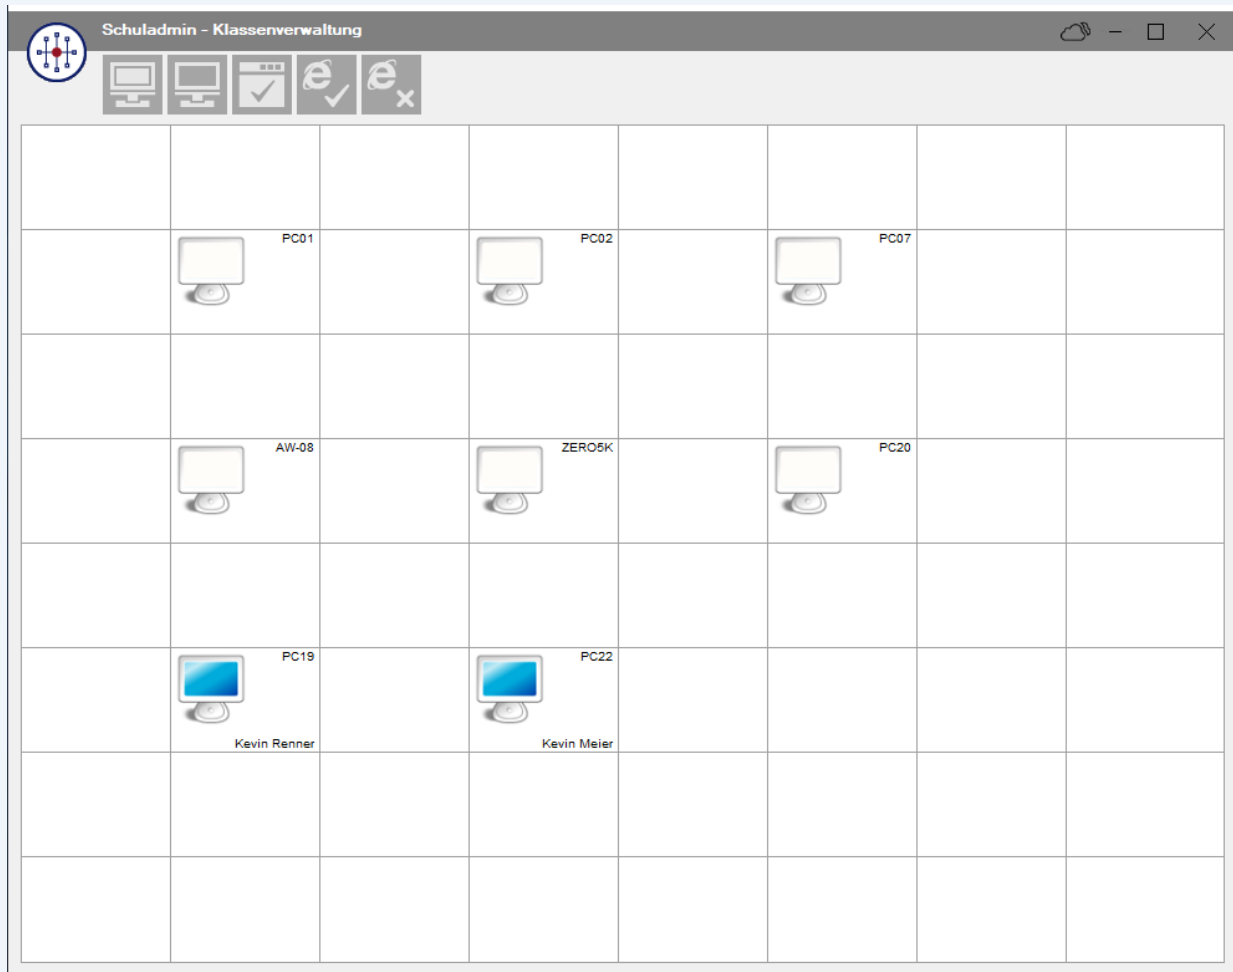 Schuladmin - Klassenverwaltung
PC01
PC02
PC07
AW-08
ZERO5K
PC20
PC19
PC22
Kevin Renner
Kevin Meier